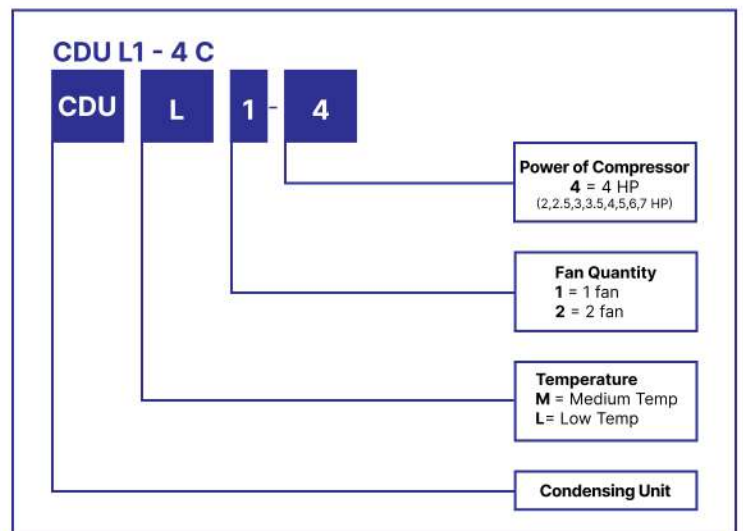 CDU L1 - 4 C
CDU L 1 - 4
Power of Compressor
4 = 4 HP
(2,2.5,3,3.5,4,5,6,7 HP)
Fan Quantity
1 = 1 fan
2 = 2 fan
Temperature
M = Medium Temp
L= Low Temp
Condensing Unit